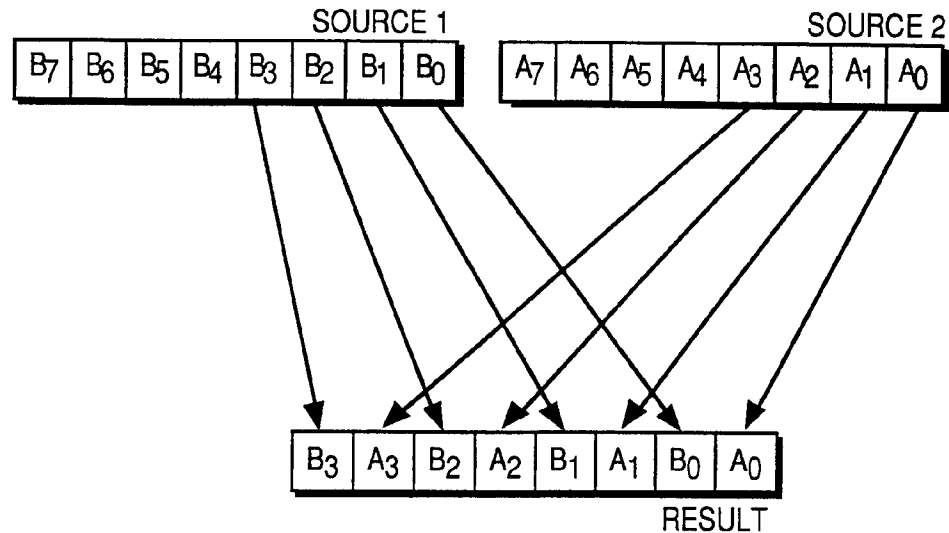 SOURCE 1
B7 B6 B5 B4 B3 B2 B1 B0
SOURCE 2
A7 A6 A5 A4 A3 A2 A1 A0
B3 A3 B2 A2 B1 A1 B0 A0
RESULT